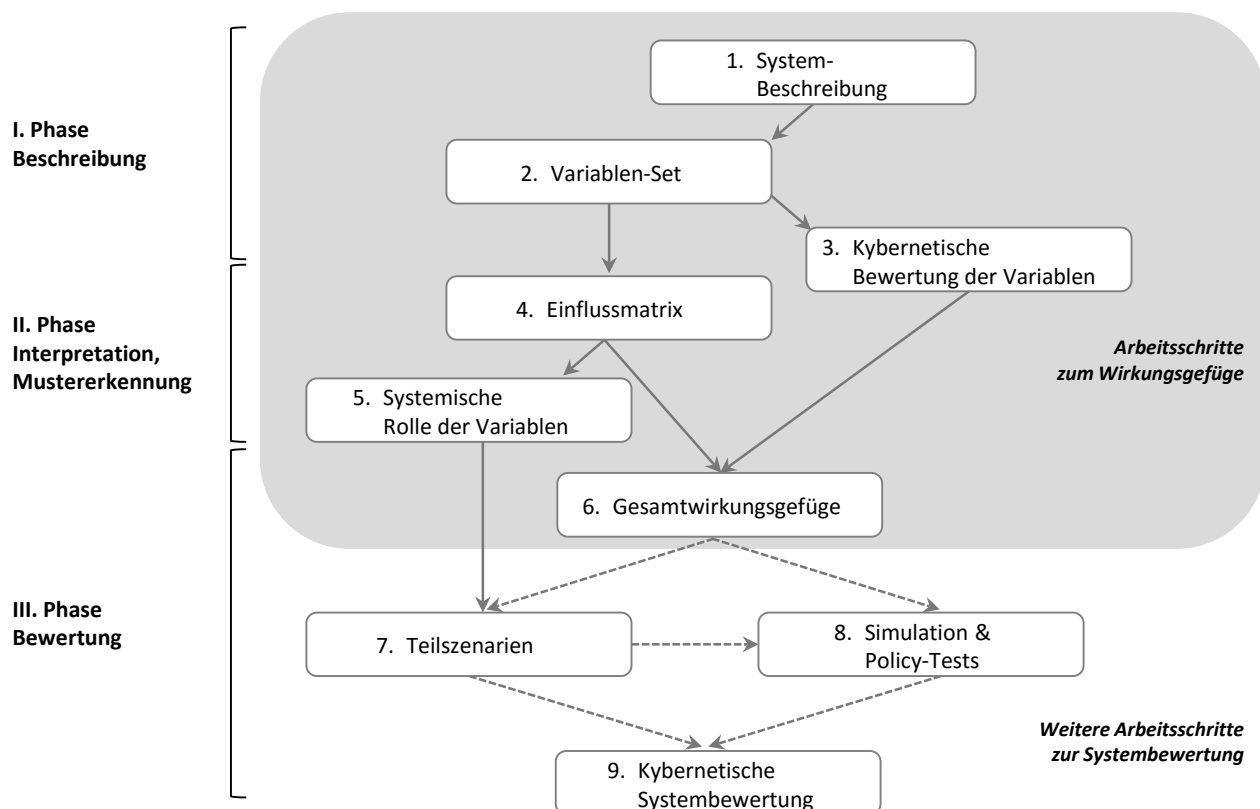 1. System-
Beschreibung
I. Phase
Beschreibung
2. Variablen-Set
3. Kybernetische
Bewertung der Variablen
4. Einflussmatrix
II. Phase
Interpretation,
Mustererkennung
Arbeitsschritte
zum Wirkungsgefüge
5. Systemische
Rolle der Variablen
6. Gesamtwirkungsgefüge
III. Phase
Bewertung
7. Teilszenarien
8. Simulation &
Policy-Tests
Weitere Arbeitsschritte
zur Systembewertung
9. Kybernetische
Systembewertung